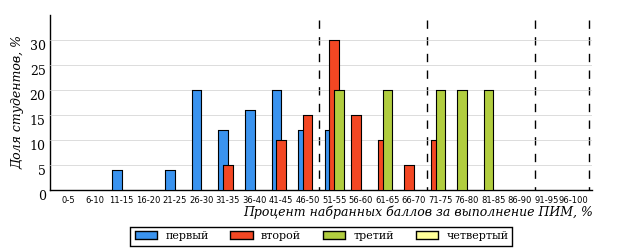 Доля студентов, %
30
25
20
15
10
5
0
0-5 6-10 11-15 16-20 21-25 26-30 31-35 36-40 41-45 46-50 51-55 56-60 61-65 66-70 71-75 76-80 81-85 86-90 91-95 96-100
Процент набранных баллов за выполнение ПИМ, %
первый второй третий четвертый